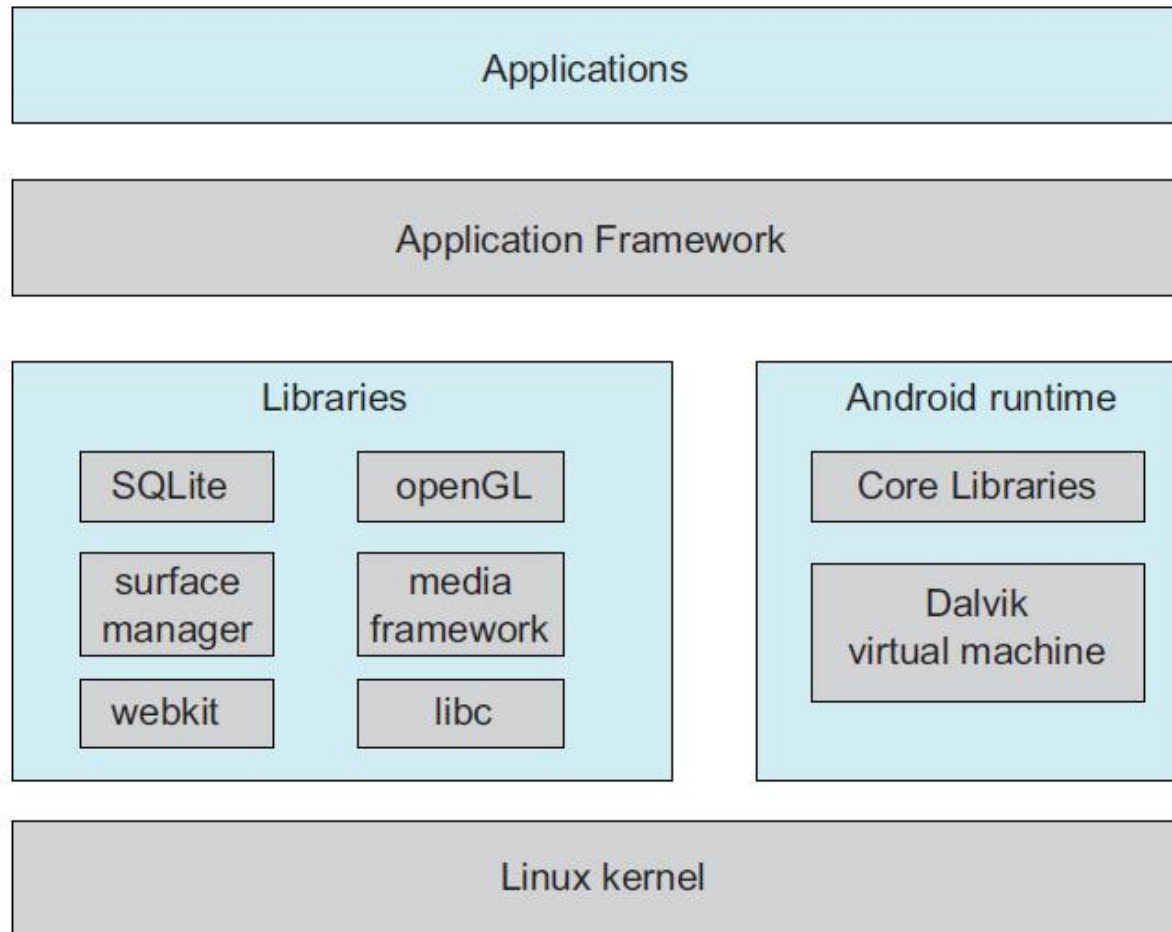 Applications
Application Framework
Libraries
SQLite
openGL
surface
manager
media
framework
webkit
libc
Android runtime
Core Libraries
Dalvik
virtual machine
Linux kernel